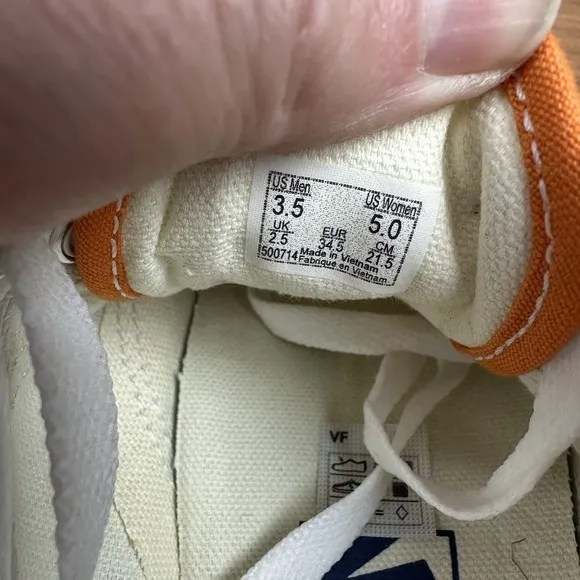 US Men US Women
3.5 5.0
UK EUR CM
2.5 34.5 21.5
500714 Made in Vietnam
Fabriqué en Vietnam
VF